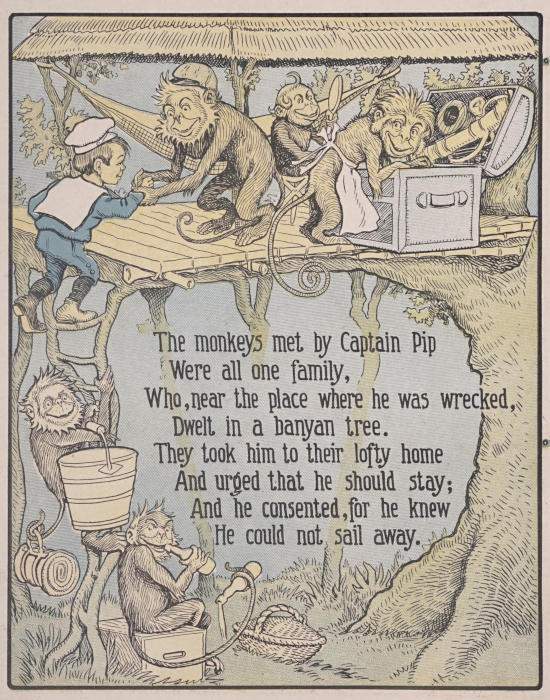 The monkeys met by Captain Pip
Were all one family,
Who, near the place where he was wrecked,
Dwelt in a banyan tree.
They took him to their lofty home
And urged that he should stay;
And he consented, for he knew
He could not sail away.